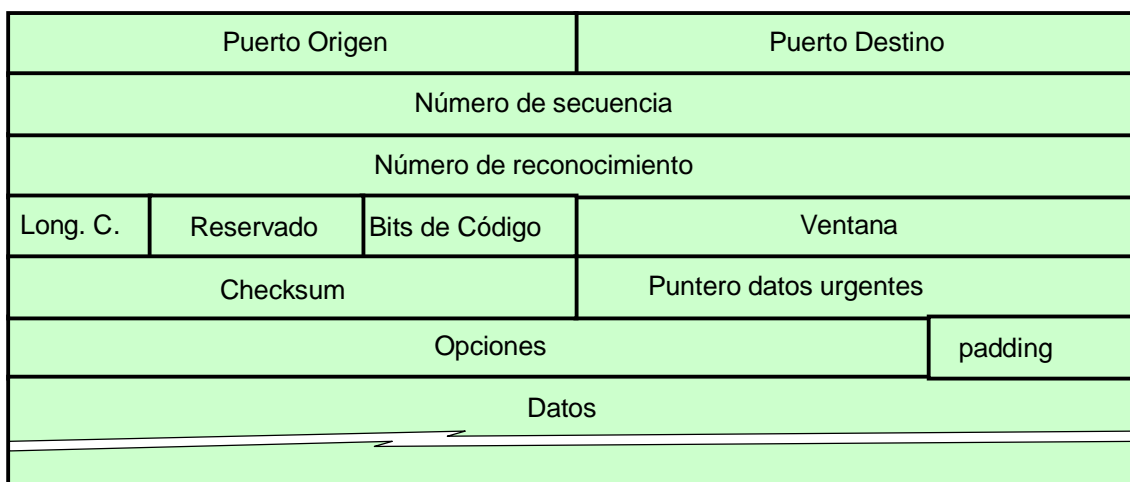 Puerto Origen
Puerto Destino
Número de secuencia
Número de reconocimiento
Long. C.
Reservado
Bits de Código
Ventana
Checksum
Puntero datos urgentes
Opciones
padding
Datos